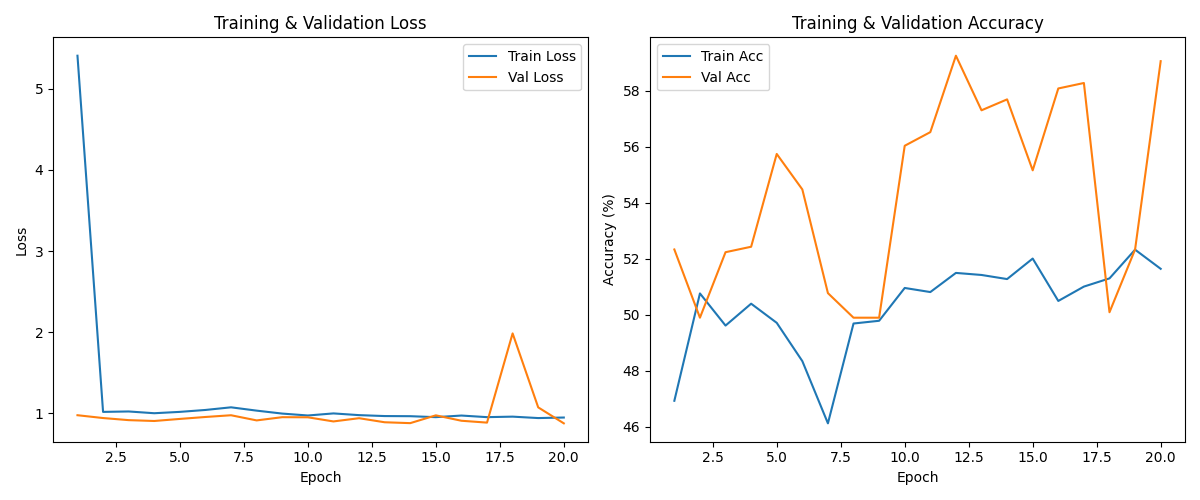 Training & Validation Loss
Train Loss
Val Loss
5
4
3
2
1
2.5 5.0 7.5 10.0 12.5 15.0 17.5 20.0
Epoch
Loss
Training & Validation Accuracy
Train Acc
Val Acc
58
56
54
52
50
48
46
2.5 5.0 7.5 10.0 12.5 15.0 17.5 20.0
Epoch
Accuracy (%)